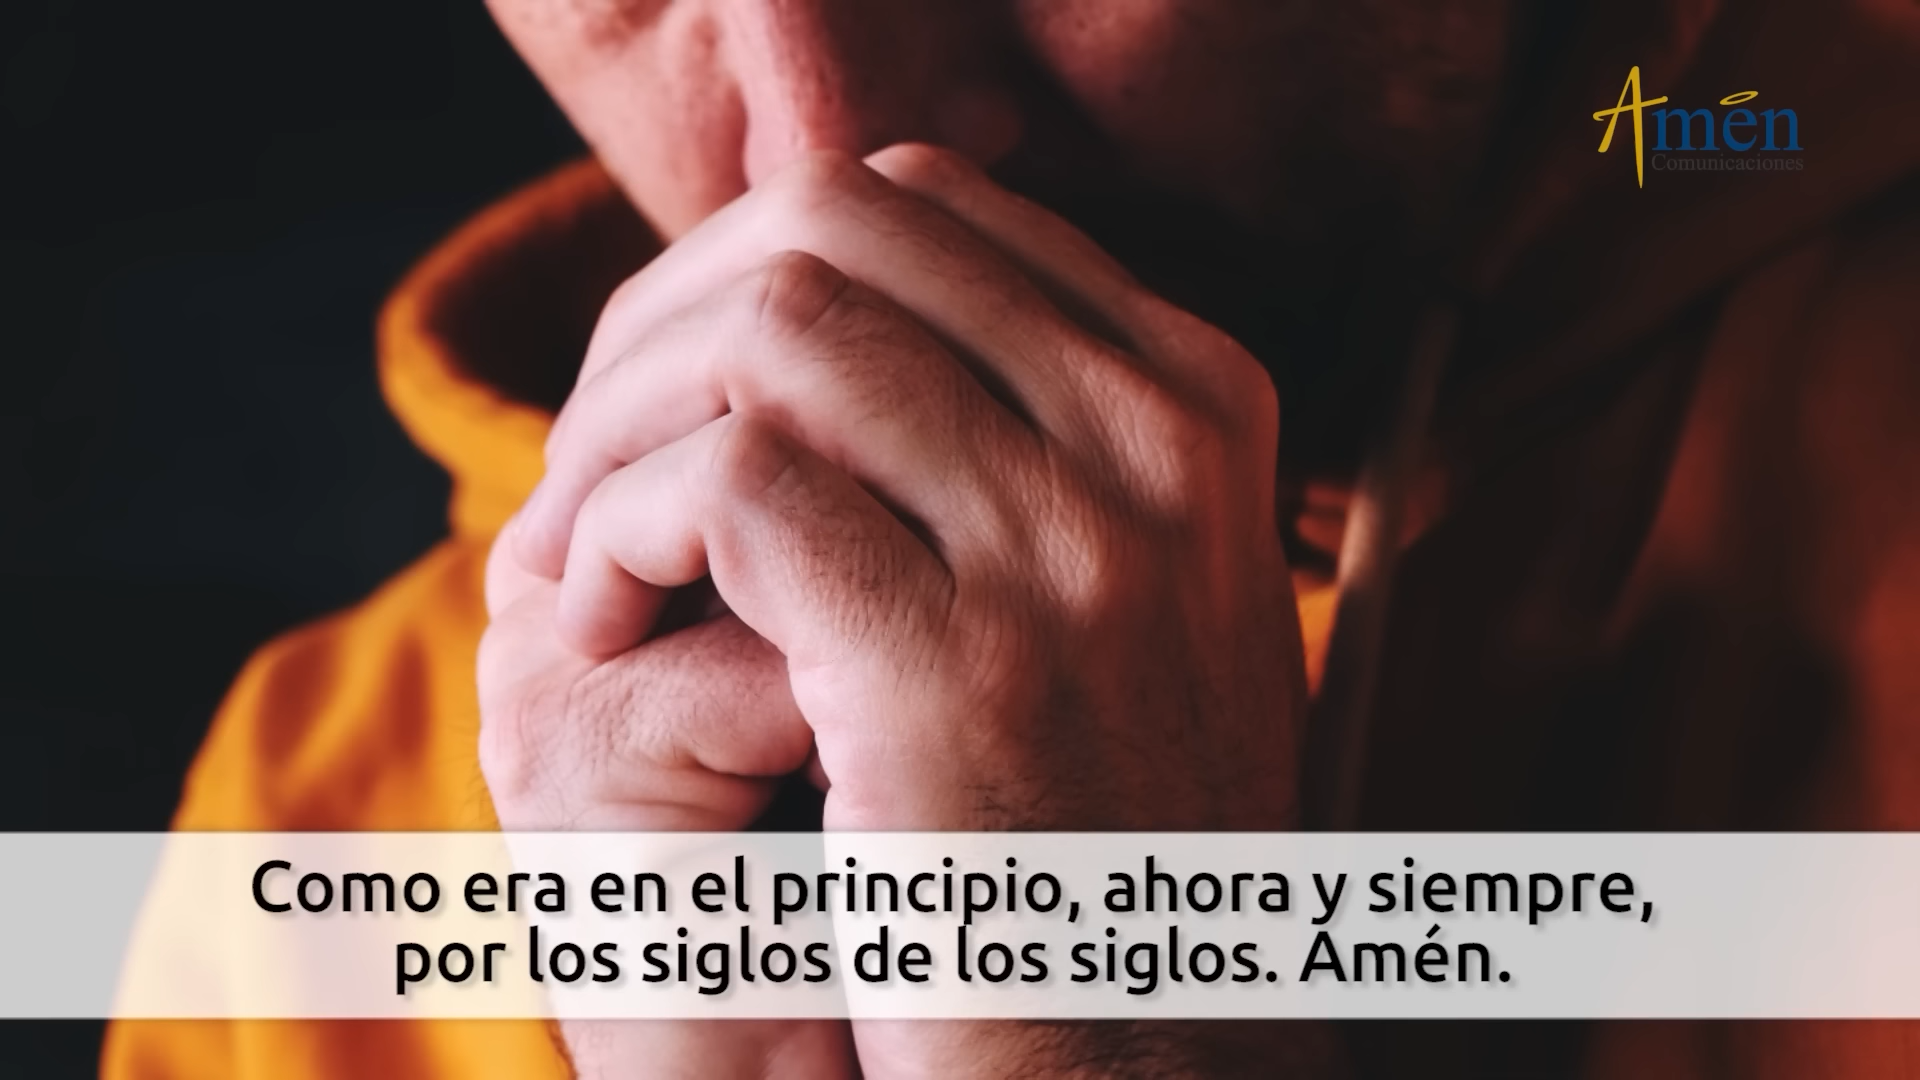 Amén
Comunicaciones
Como era en el principio, ahora y siempre,
por los siglos de los siglos. Amén.